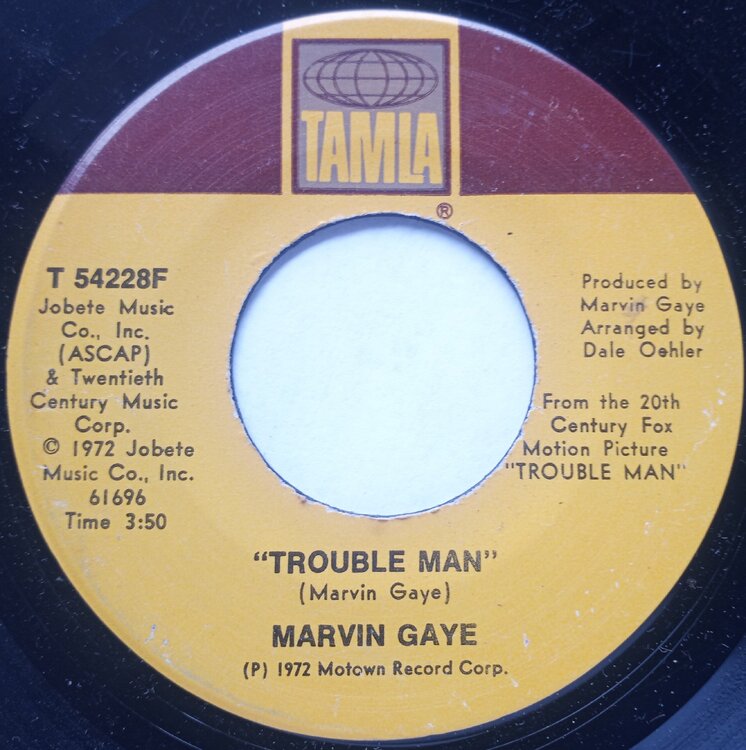 TAMLA
®
T 54228F
Jobete Music
Co., Inc.
(ASCAP)
& Twentieth
Century Music
Corp.
© 1972 Jobete
Music Co., Inc.
61696
Time 3:50
Produced by
Marvin Gaye
Arranged by
Dale Oehler
From the 20th
Century Fox
Motion Picture
"TROUBLE MAN"
"TROUBLE MAN"
(Marvin Gaye)
MARVIN GAYE
(P) 1972 Motown Record Corp.